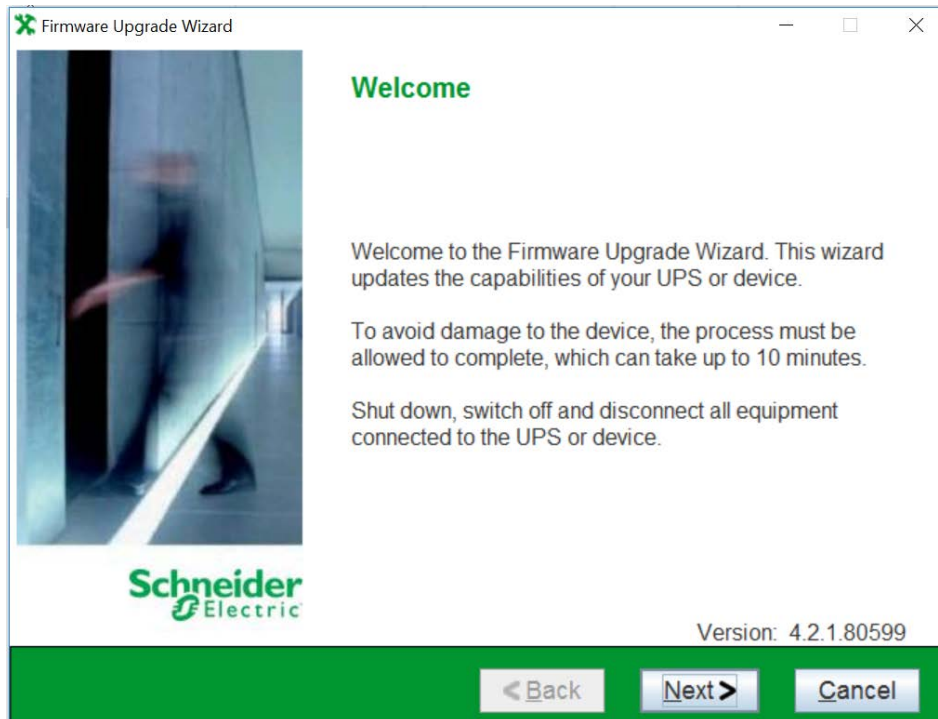 Firmware Upgrade Wizard
Welcome
Welcome to the Firmware Upgrade Wizard. This wizard
updates the capabilities of your UPS or device.
To avoid damage to the device, the process must be
allowed to complete, which can take up to 10 minutes.
Shut down, switch off and disconnect all equipment
connected to the UPS or device.
Schneider
Electric
Version: 4.2.1.80599
< Back
Next >
Cancel